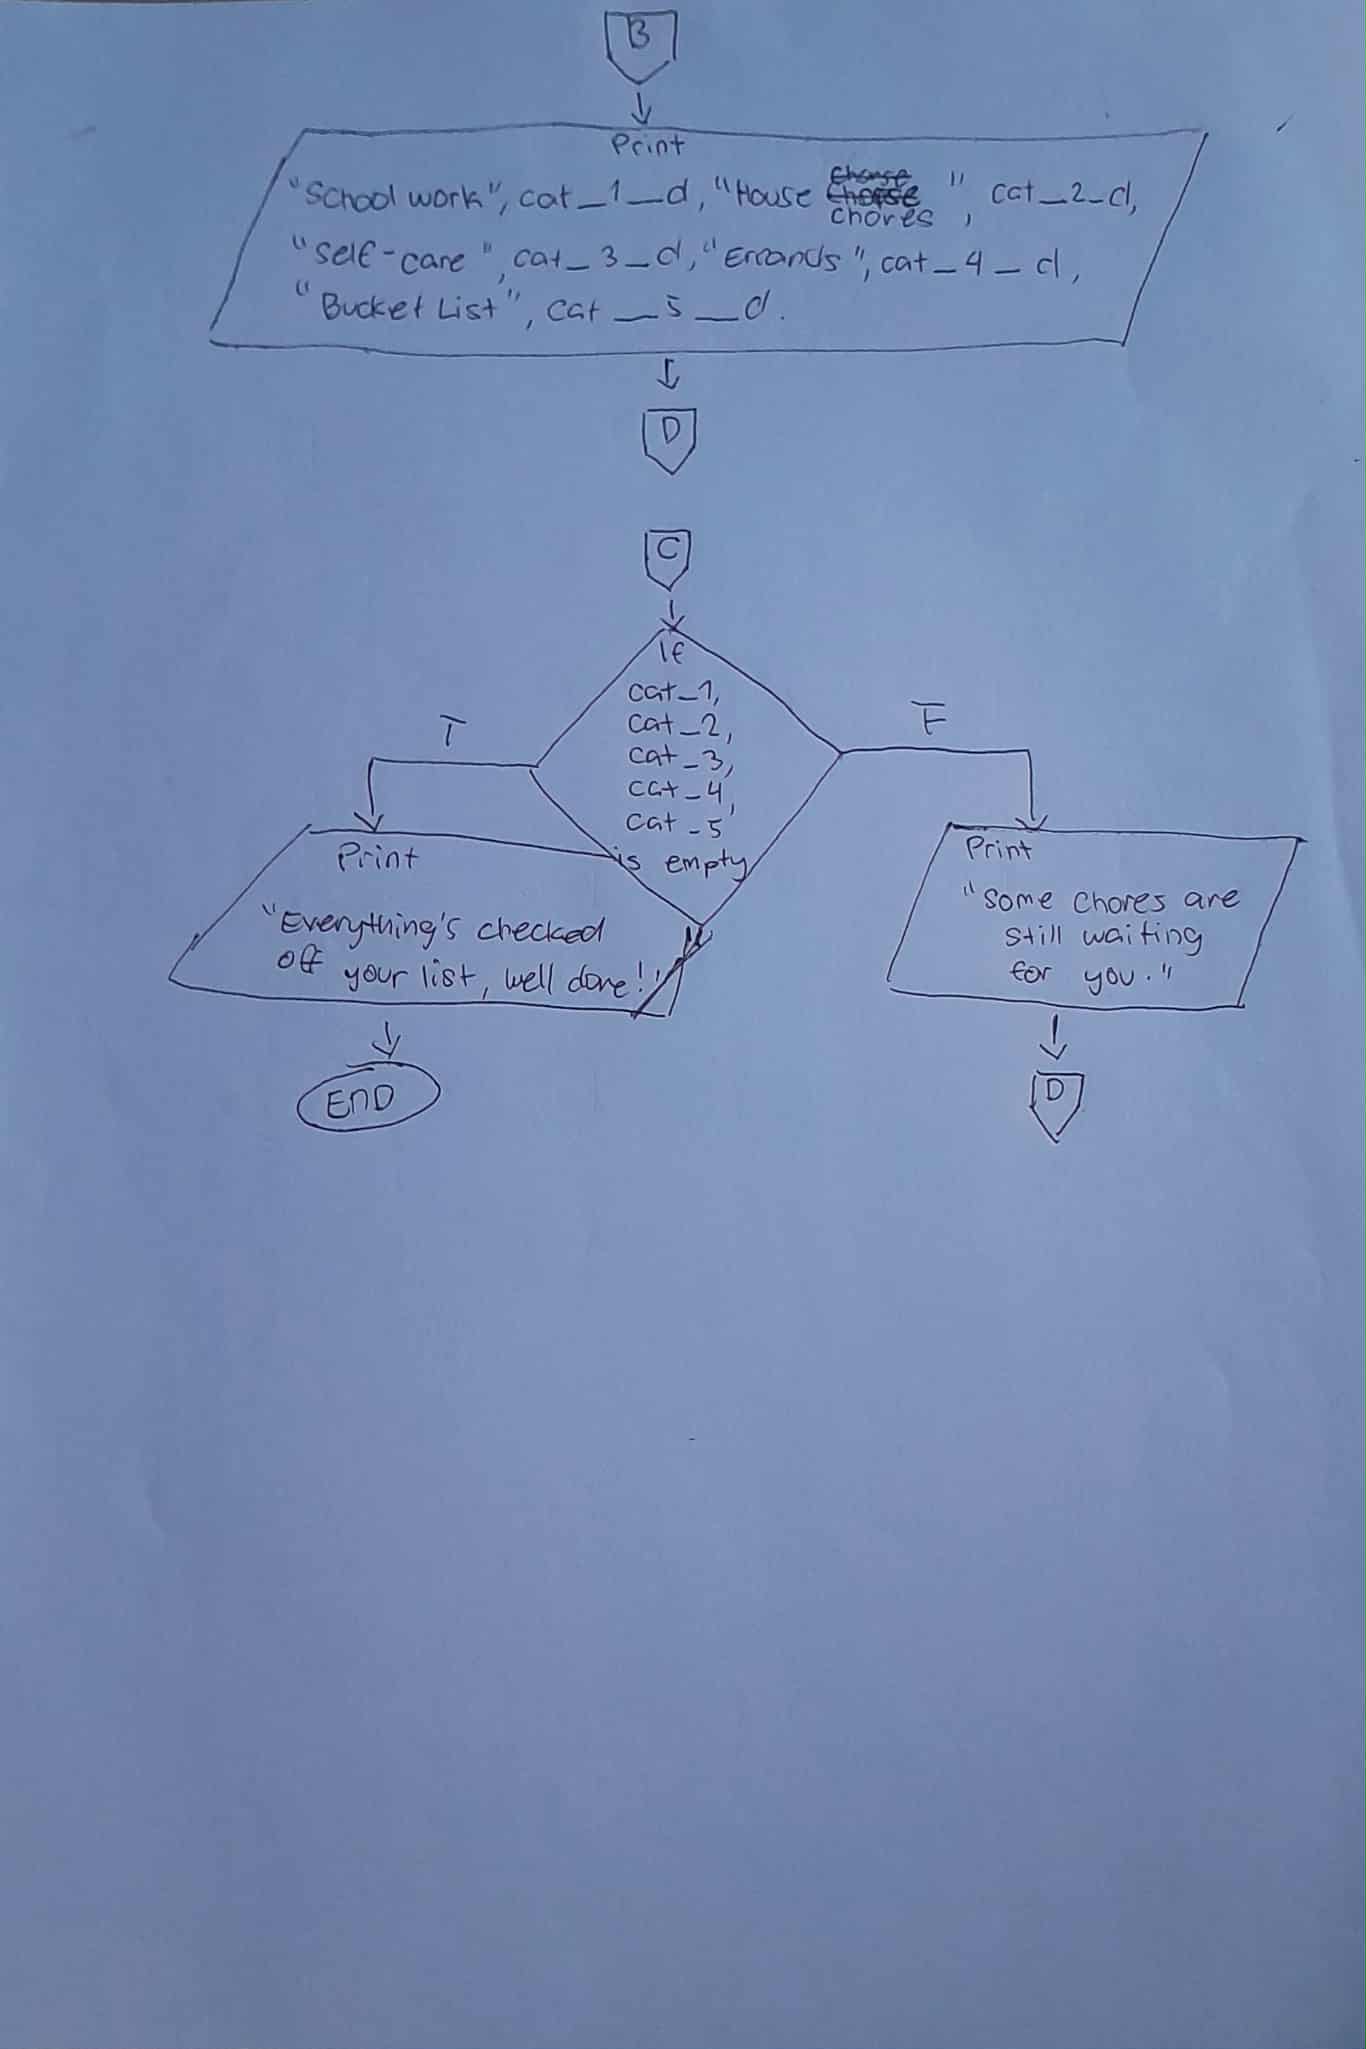 B
Print
"School work", cat_1_d, "House Chores", cat_2_d,
"Self-care", cat_3_d, "Errands", cat_4_d,
"Bucket List", cat_5_d.
D
C
If
cat_1,
cat_2,
cat_3,
cat_4,
cat_5
is empty
T
F
Print
"Everything's checked
off your list, well done!"
END
Print
"Some chores are
still waiting
for you."
D